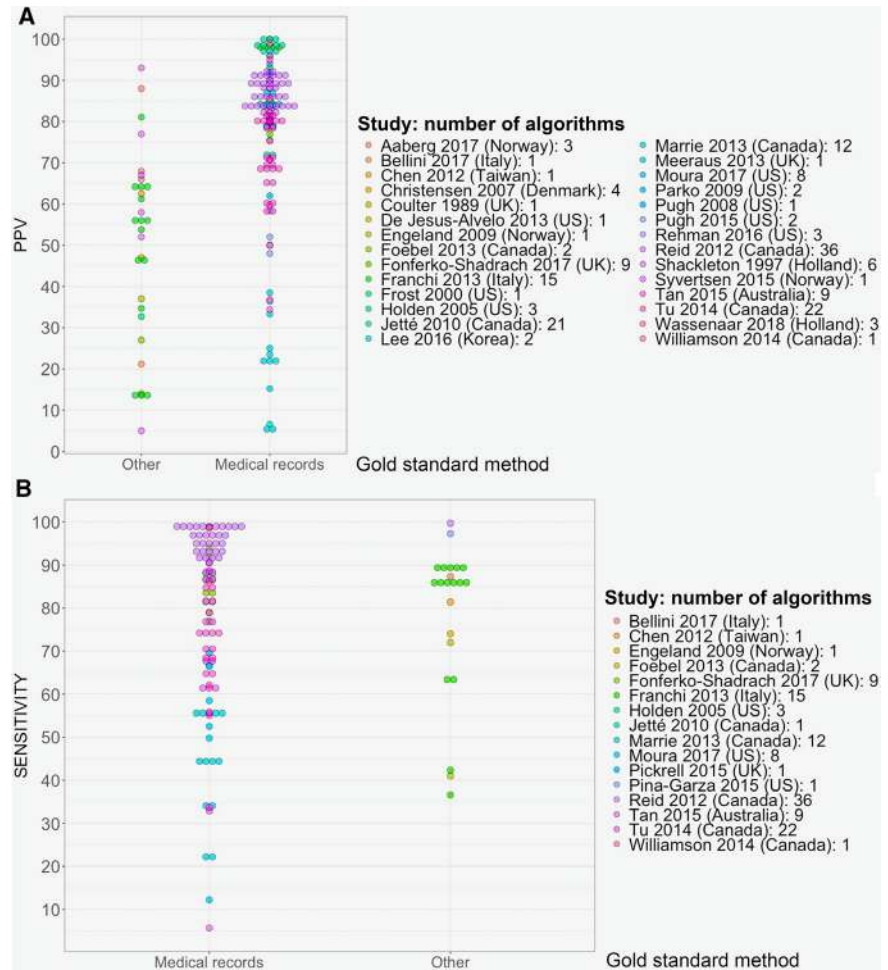 A
100
90
80
70
60
50
40
30
20
10
0
PPV
Other
Medical records
Gold standard method
Study: number of algorithms
Aaberg 2017 (Norway): 3
Bellini 2017 (Italy): 1
Chen 2012 (Taiwan): 1
Christensen 2007 (Denmark): 4
Coulter 1989 (UK): 1
De Jesus-Alvelo 2013 (US): 1
Engeland 2009 (Norway): 1
Foebel 2013 (Canada): 2
Fonferko-Shadrach 2017 (UK): 9
Franchi 2013 (Italy): 15
Frost 2000 (US): 1
Holden 2005 (US): 3
Jetté 2010 (Canada): 21
Lee 2016 (Korea): 2
Marrie 2013 (Canada): 12
Meeraus 2013 (UK): 1
Moura 2017 (US): 8
Parko 2009 (US): 2
Pugh 2008 (US): 1
Pugh 2015 (US): 2
Rehman 2016 (US): 3
Reid 2012 (Canada): 36
Shackleton 1997 (Holland): 6
Syvertsen 2015 (Norway): 1
Tan 2015 (Australia): 9
Tu 2014 (Canada): 22
Wassenaar 2018 (Holland): 3
Williamson 2014 (Canada): 1
B
100
90
80
70
60
50
40
30
20
10
SENSITIVITY
Medical records
Other
Gold standard method
Study: number of algorithms
Bellini 2017 (Italy): 1
Chen 2012 (Taiwan): 1
Engeland 2009 (Norway): 1
Foebel 2013 (Canada): 2
Fonferko-Shadrach 2017 (UK): 9
Franchi 2013 (Italy): 15
Holden 2005 (US): 3
Jetté 2010 (Canada): 1
Marrie 2013 (Canada): 12
Moura 2017 (US): 8
Pickrell 2015 (UK): 1
Pina-Garza 2015 (US): 1
Reid 2012 (Canada): 36
Tan 2015 (Australia): 9
Tu 2014 (Canada): 22
Williamson 2014 (Canada): 1